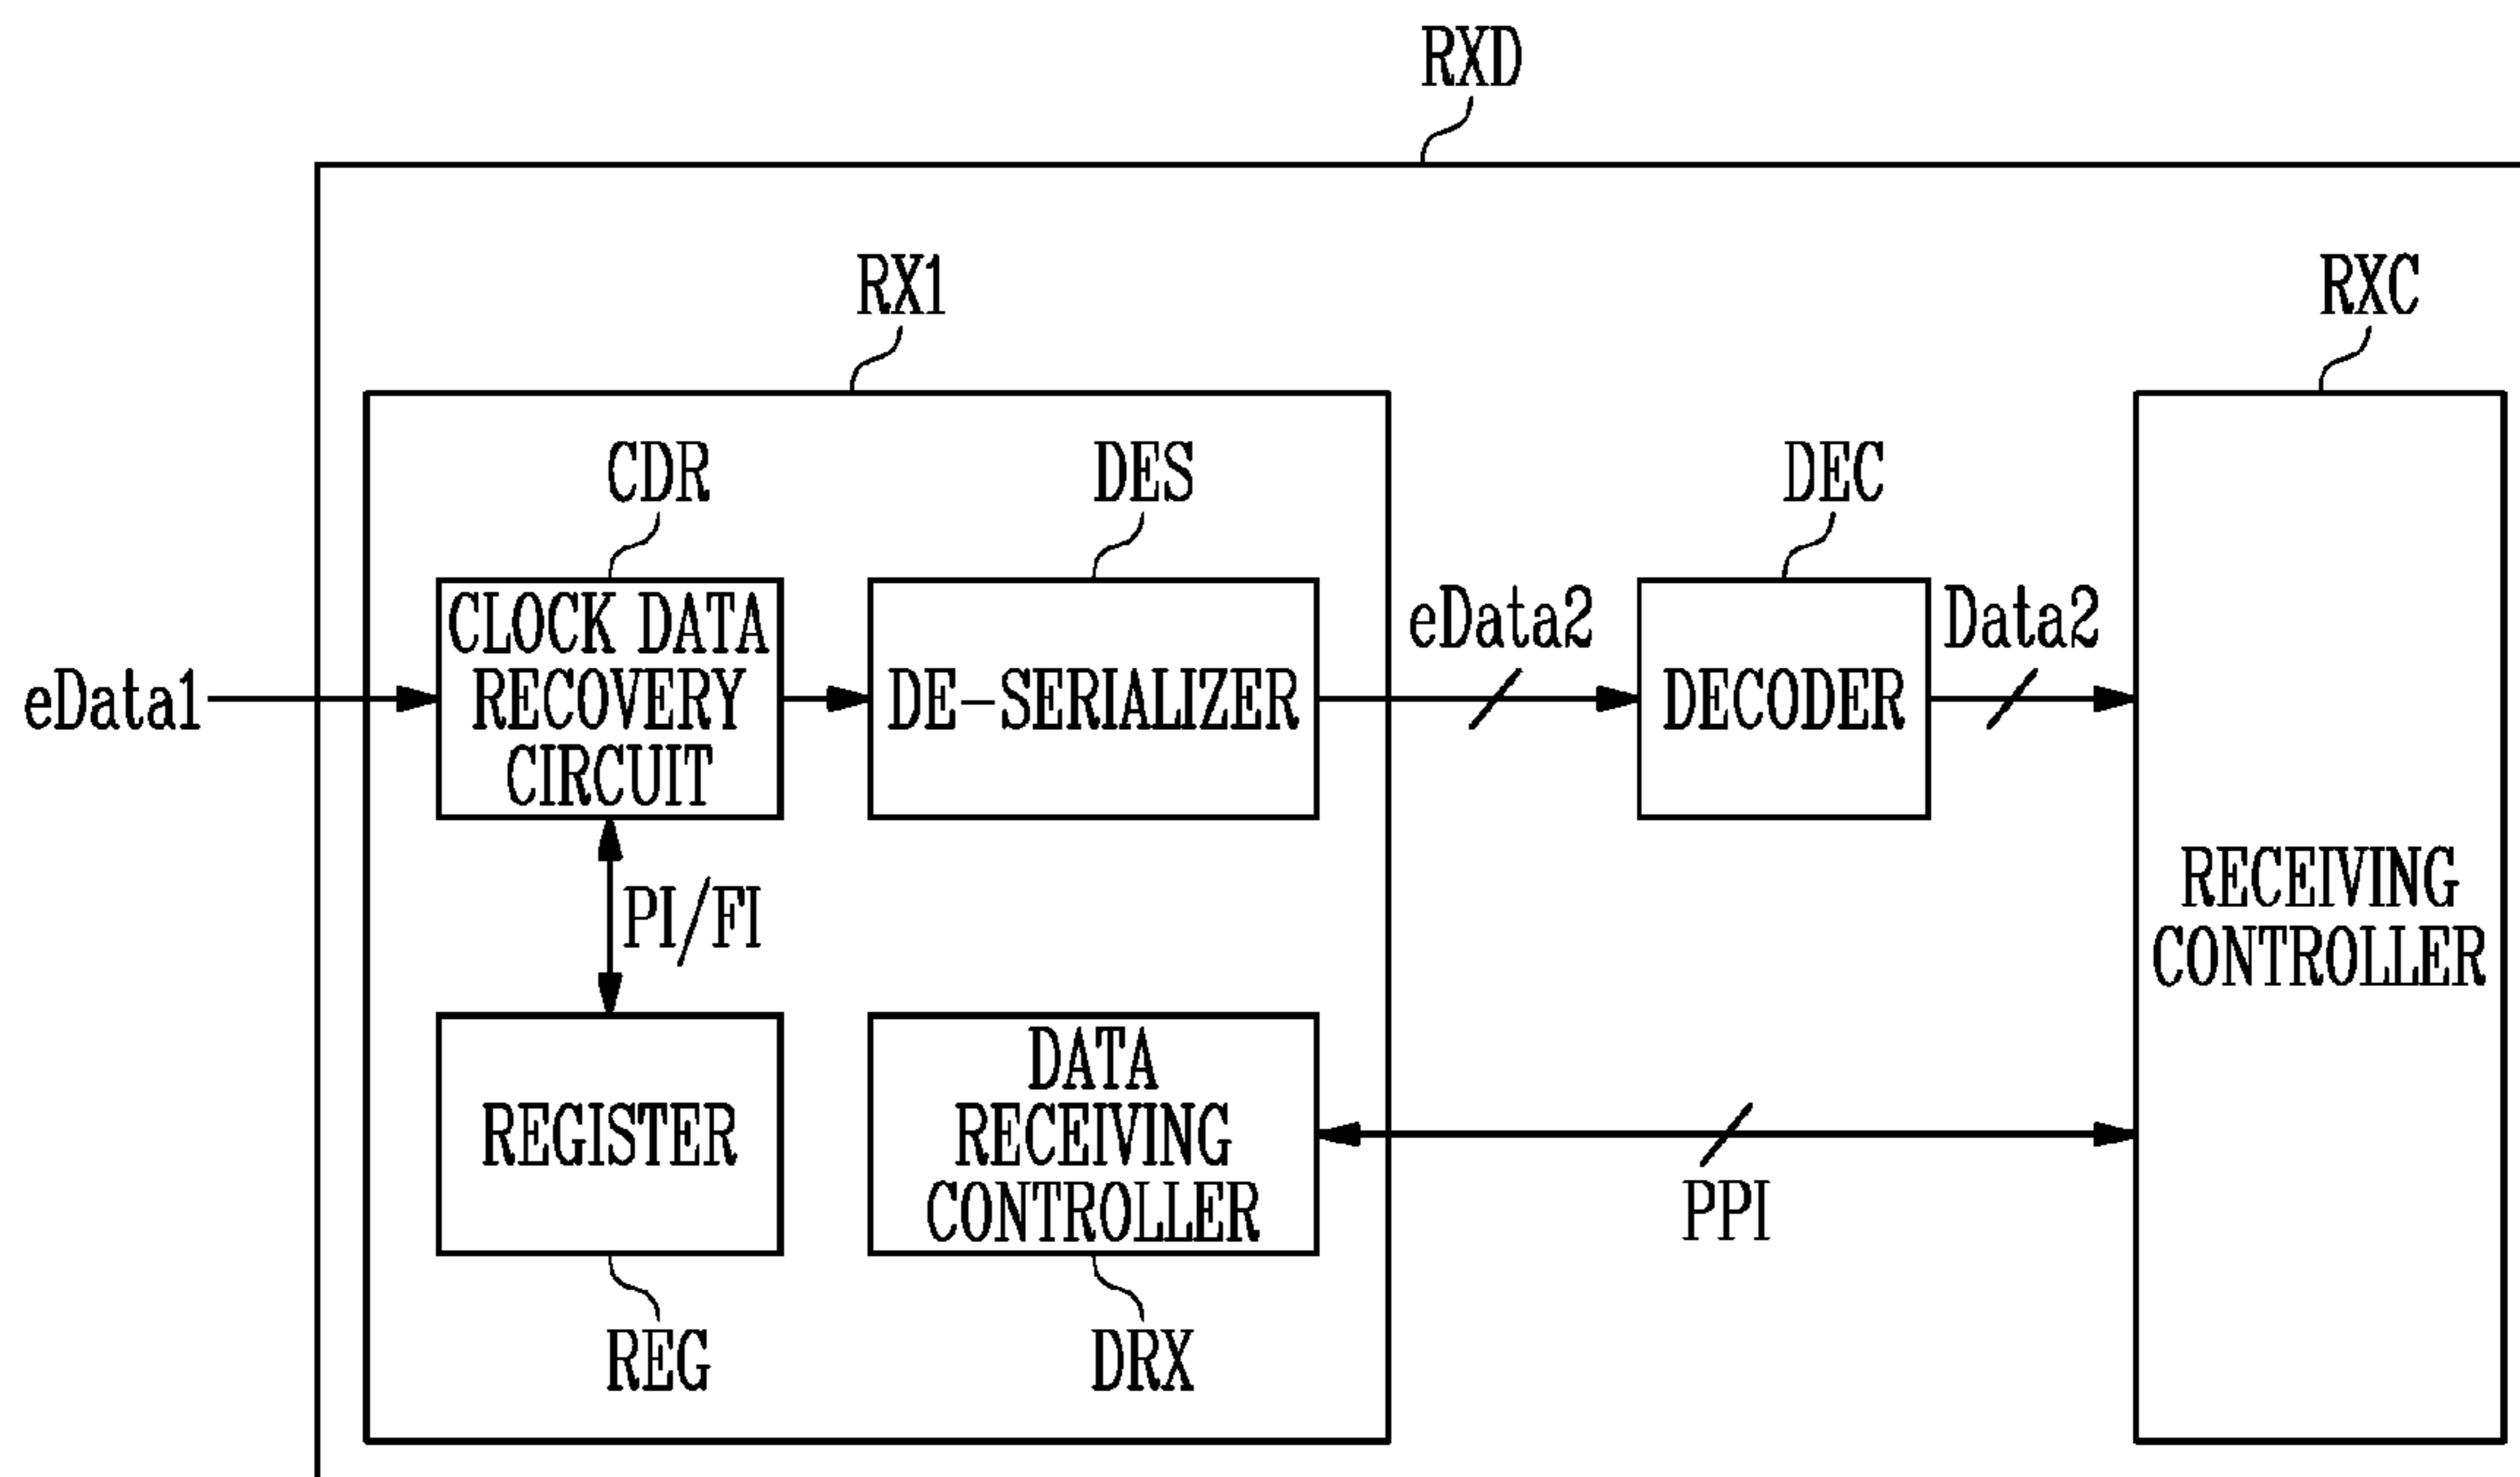 RXD
RX1
RXC
CDR
DES
DEC
CLOCK DATA
RECOVERY
CIRCUIT
DE-SERIALIZER
eData2
DECODER
Data2
eData1
PI/FI
RECEIVING
CONTROLLER
REGISTER
DATA
RECEIVING
CONTROLLER
PPI
REG
DRX